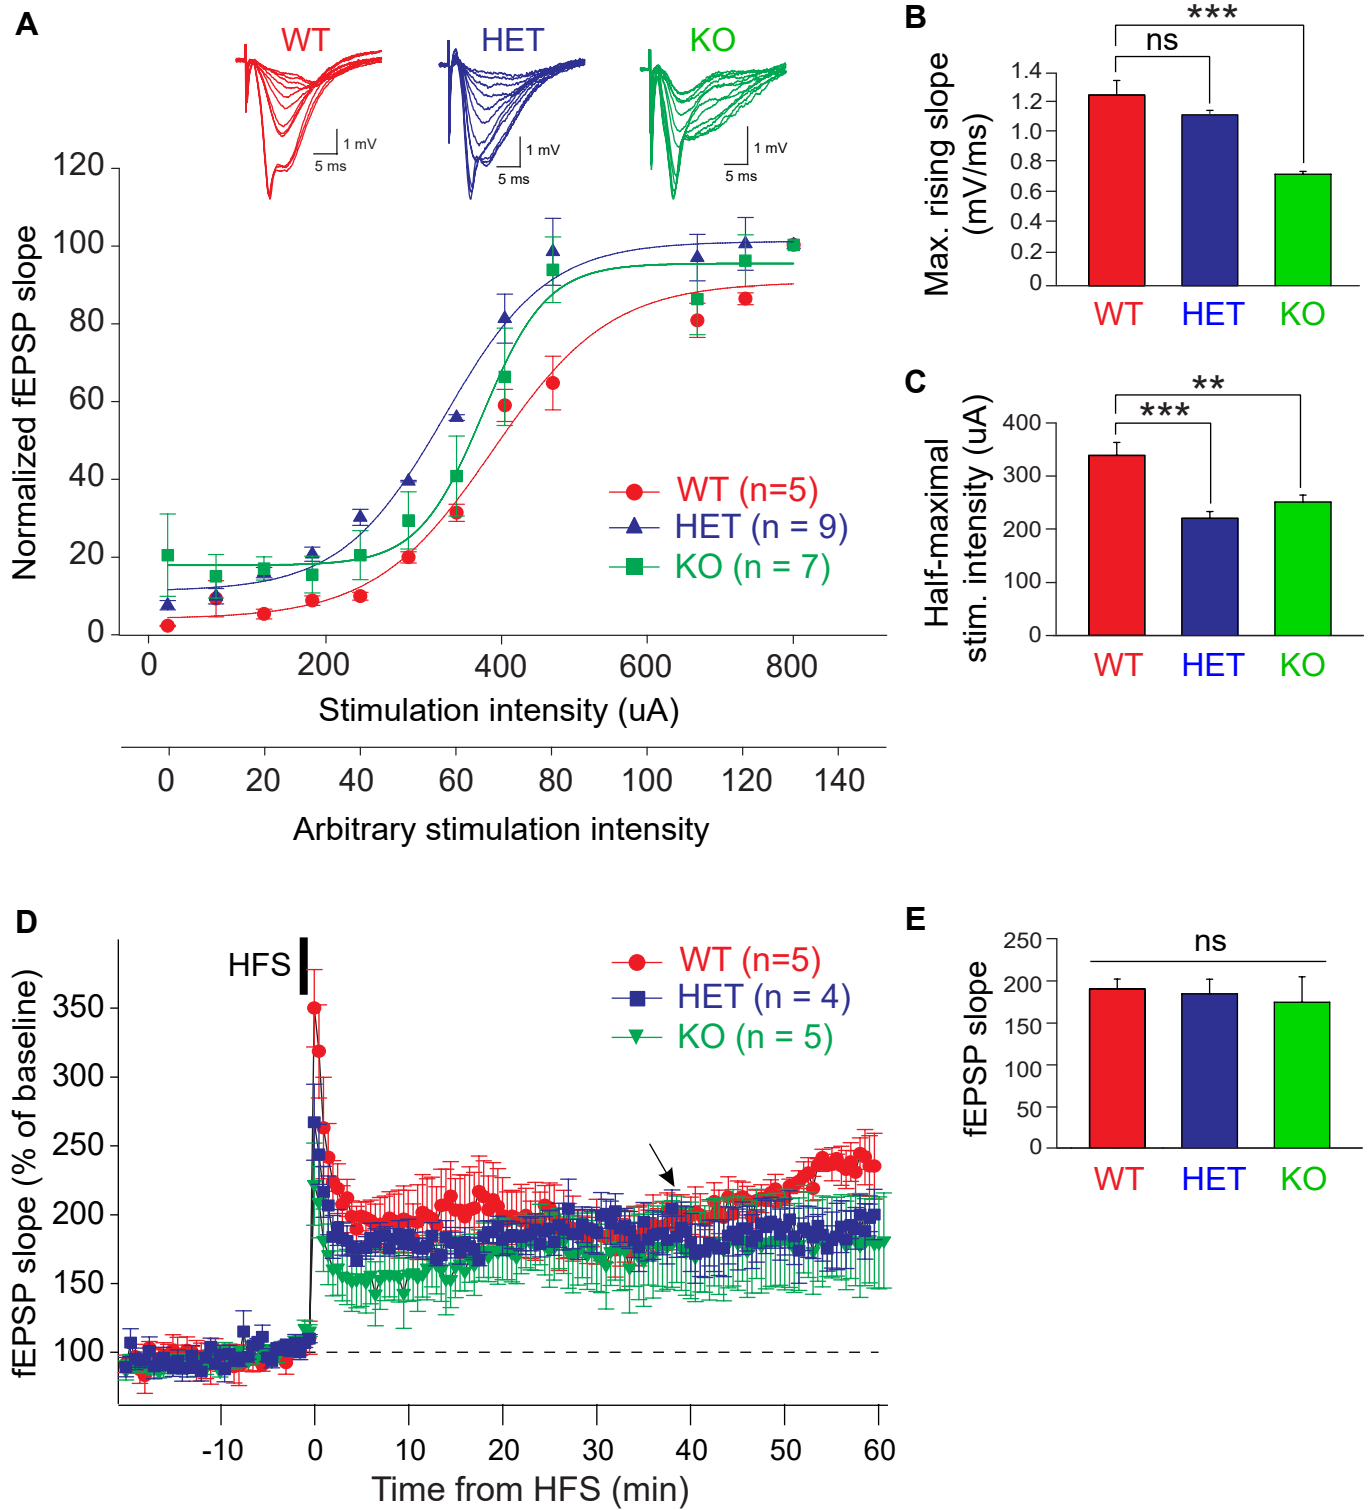 A
WT
HET
KO
1 mV
5 ms
1 mV
5 ms
1 mV
5 ms
Normalized fEPSP slope
120
100
80
60
40
20
0
WT (n=5)
HET (n = 9)
KO (n = 7)
0 200 400 600 800
Stimulation intensity (uA)
0 20 40 60 80 100 120 140
Arbitrary stimulation intensity
B
***
ns
Max. rising slope
(mV/ms)
1.4
1.2
1.0
0.8
0.6
0.4
0.2
0
WT HET KO
C
**
***
Half-maximal
stim. intensity (uA)
400
300
200
100
0
WT HET KO
D
HFS
WT (n=5)
HET (n = 4)
KO (n = 5)
fEPSP slope (% of baseline)
350
300
250
200
150
100
-10 0 10 20 30 40 50 60
Time from HFS (min)
E
ns
fEPSP slope
250
200
150
100
50
0
WT HET KO